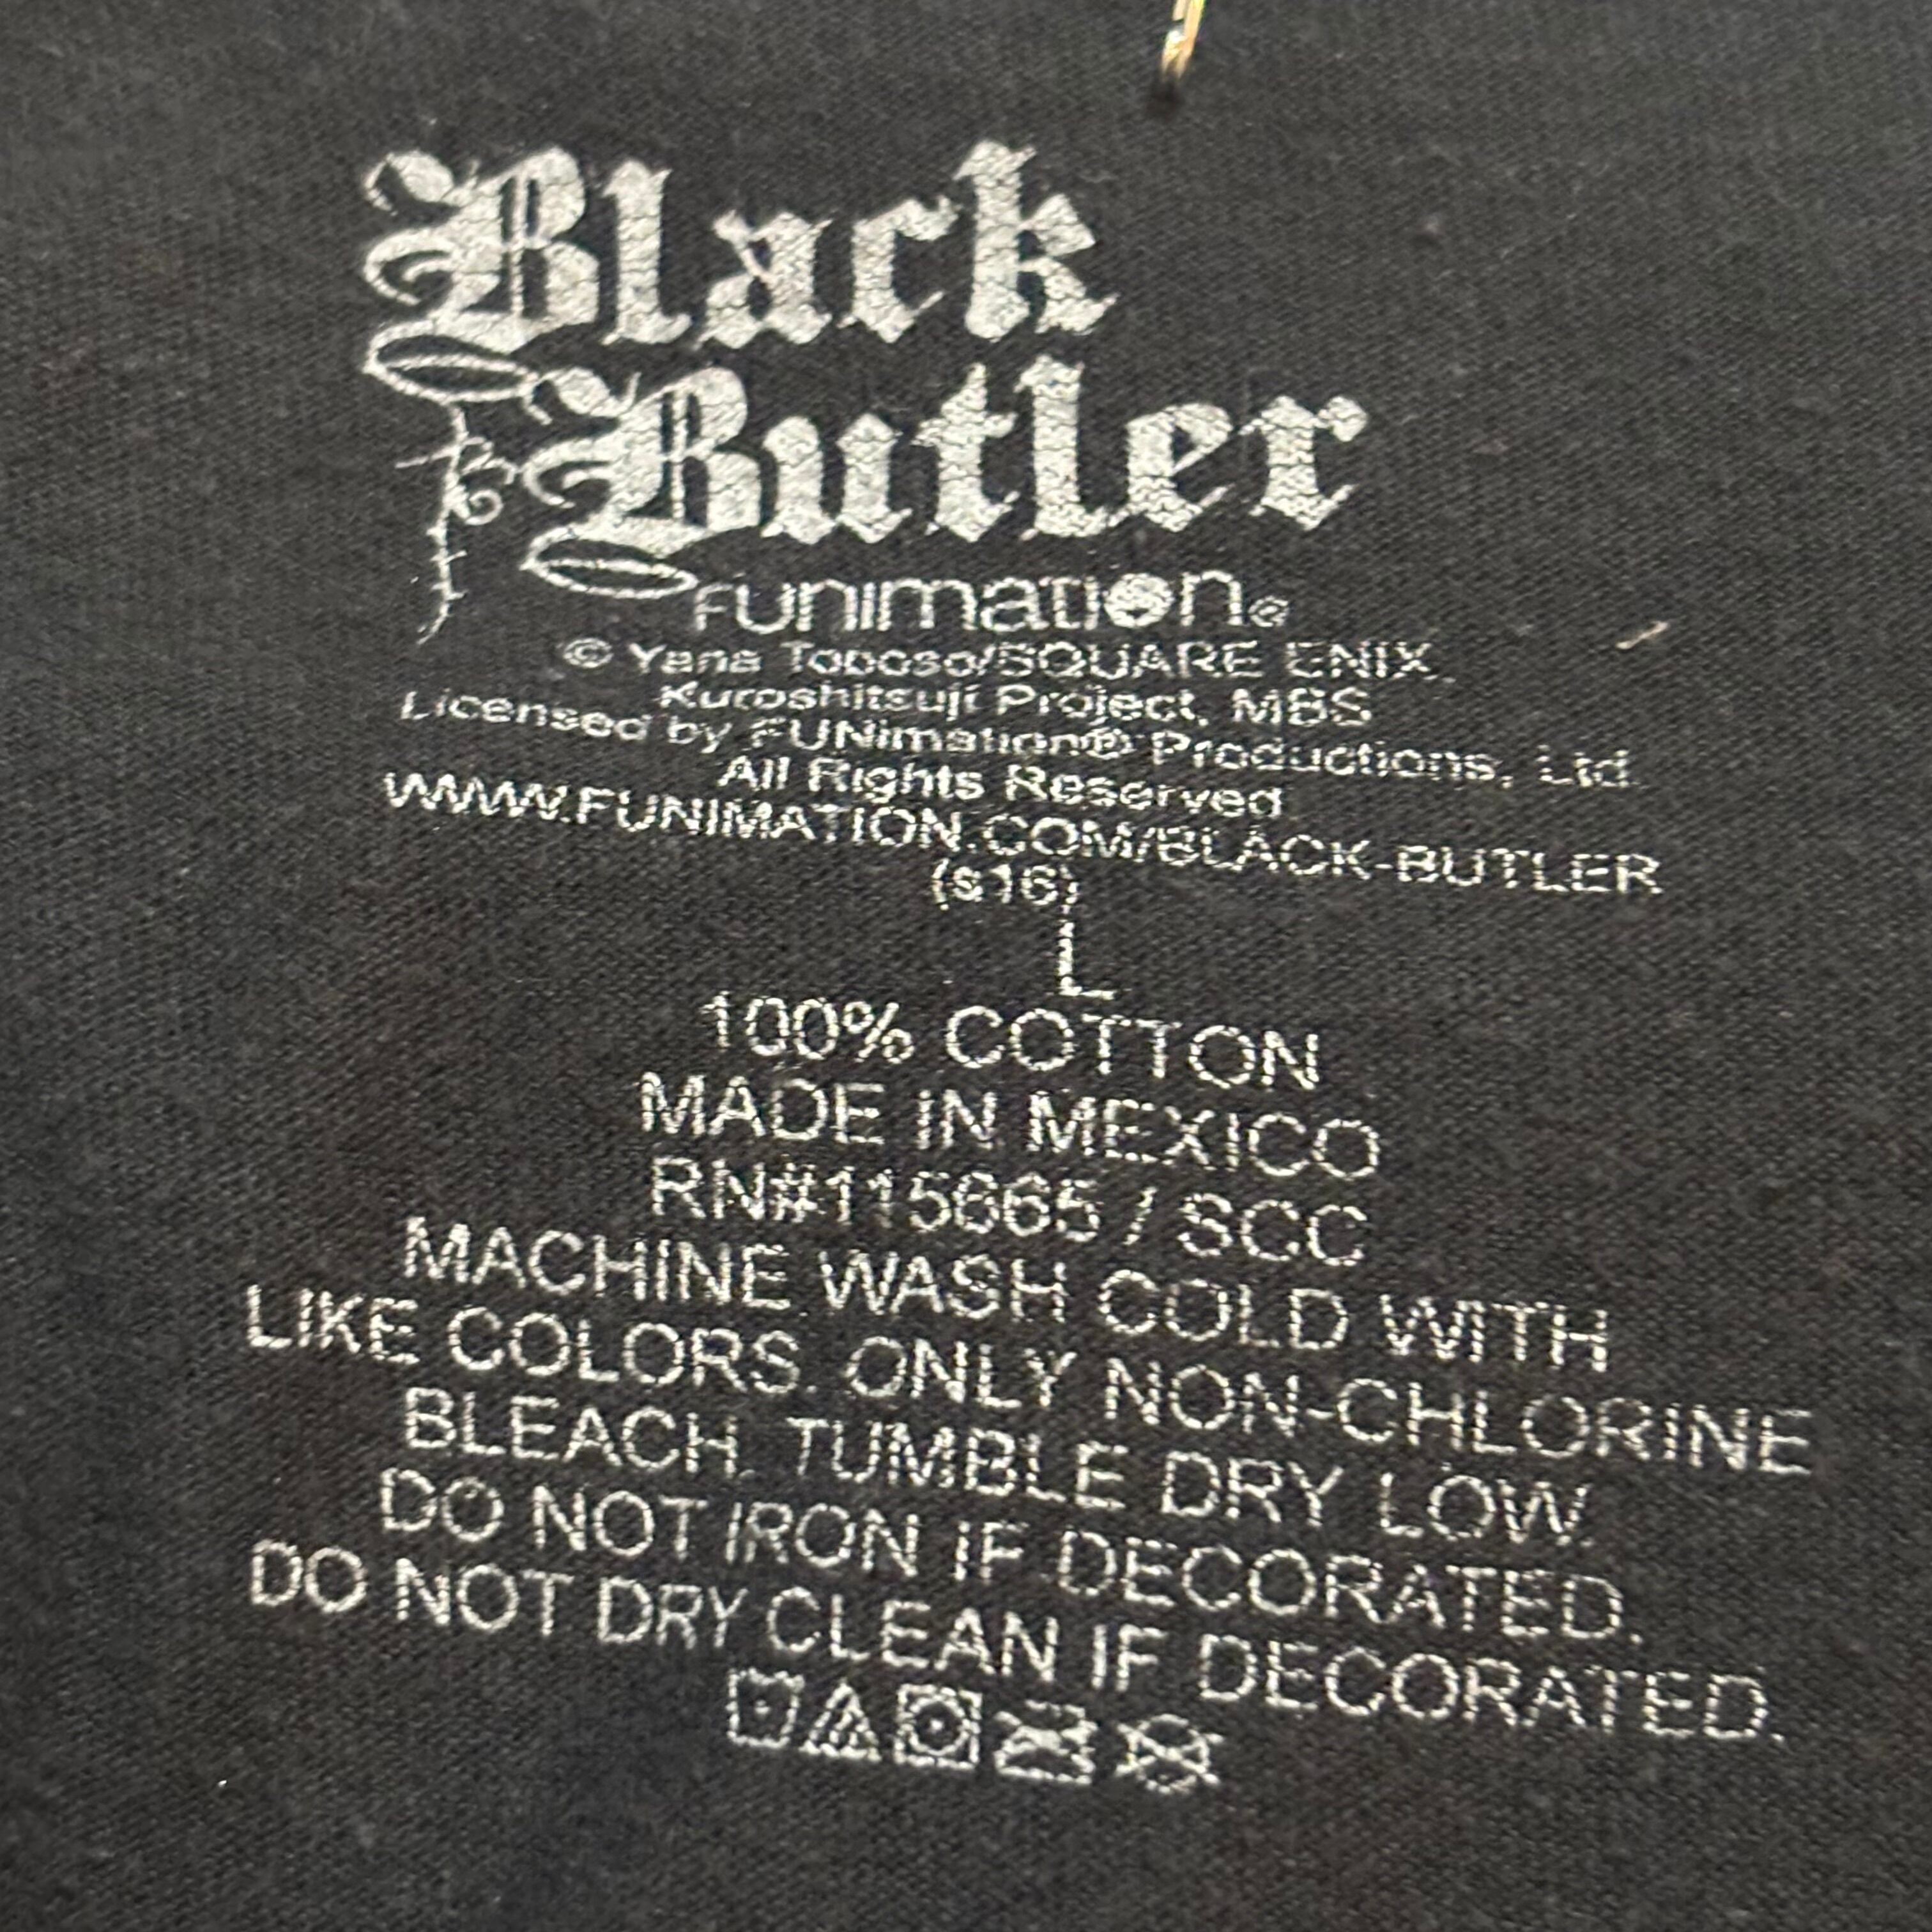 Black
Butler
FUNIMATION®
© Yana Toboso/SQUARE ENIX,
Kuroshitsuji Project, MBS
Licensed by FUNimation® Productions, Ltd.
All Rights Reserved
WWW.FUNIMATION.COM/BLACK-BUTLER
(s16)
L
100% COTTON
MADE IN MEXICO
RN#115665 / SCC
MACHINE WASH COLD WITH
LIKE COLORS. ONLY NON-CHLORINE
BLEACH. TUMBLE DRY LOW.
DO NOT IRON IF DECORATED.
DO NOT DRY CLEAN IF DECORATED.